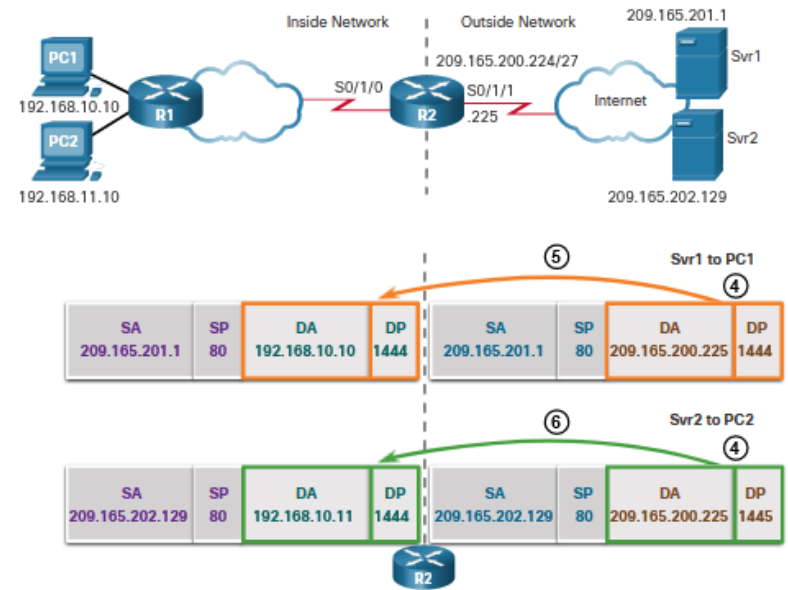 Inside Network
Outside Network
209.165.201.1
PC1
192.168.10.10
R1
S0/1/0
R2
209.165.200.224/27
S0/1/1
.225
Internet
Svr1
PC2
192.168.11.10
Svr2
209.165.202.129
Svr1 to PC1
5
4
SA
209.165.201.1
SP
80
DA
192.168.10.10
DP
1444
SA
209.165.201.1
SP
80
DA
209.165.200.225
DP
1444
Svr2 to PC2
6
4
SA
209.165.202.129
SP
80
DA
192.168.10.11
DP
1444
SA
209.165.202.129
SP
80
DA
209.165.200.225
DP
1445
R2